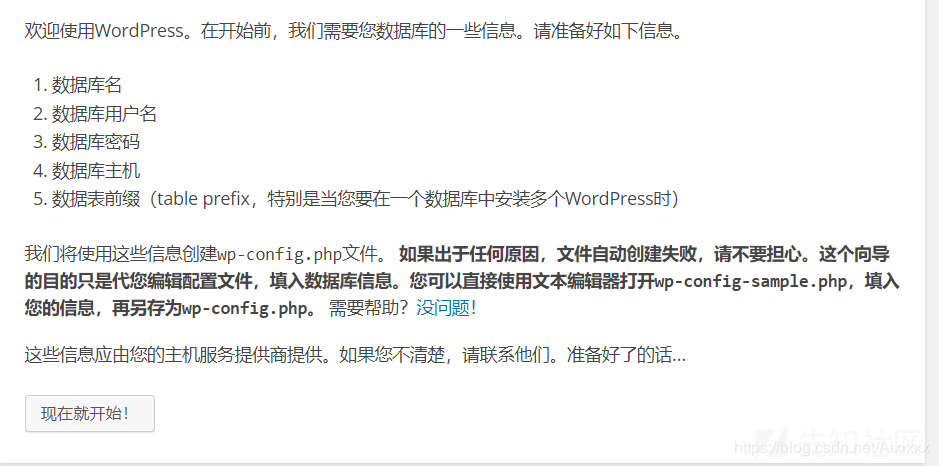 欢迎使用WordPress。在开始前，我们需要您数据库的一些信息。请准备好如下信息。
1. 数据库名
2. 数据库用户名
3. 数据库密码
4. 数据库主机
5. 数据表前缀（table prefix，特别是当您要在一个数据库中安装多个WordPress时）
我们将使用这些信息创建wp-config.php文件。 如果出于任何原因，文件自动创建失败，请不要担心。这个向导
的目的只是代您编辑配置文件，填入数据库信息。您可以直接使用文本编辑器打开wp-config-sample.php，填入
您的信息，再另存为wp-config.php。 需要帮助？没问题！
这些信息应由您的主机服务提供商提供。如果您不清楚，请联系他们。准备好了的话…
现在就开始！
先知社区
https://blog.csdn.net/Aixixxx